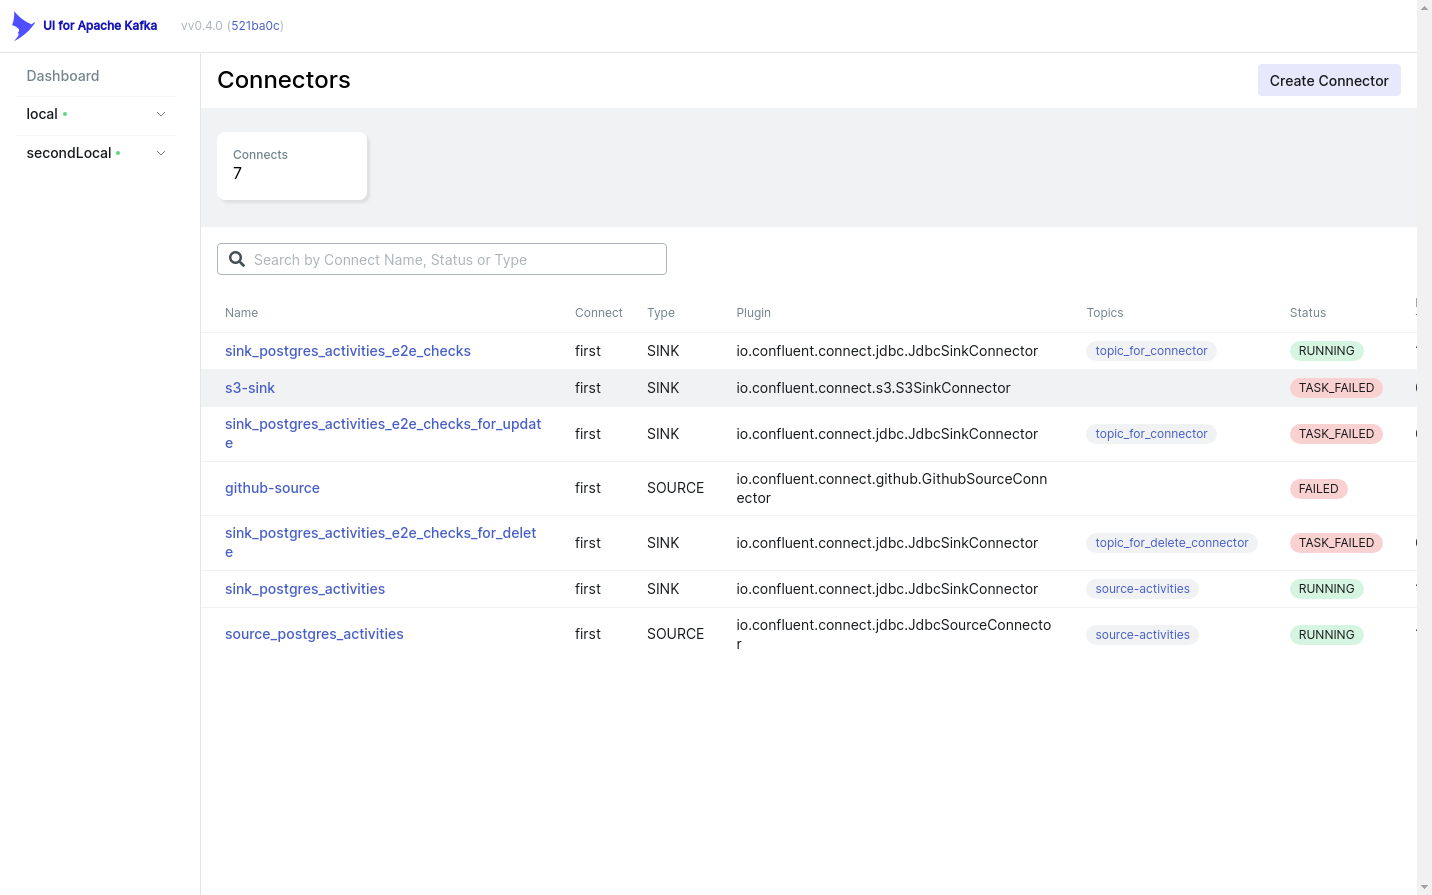 UI for Apache Kafka vv0.4.0 (521ba0c)
Dashboard
local
secondLocal
Connectors
Create Connector
Connects
7
Search by Connect Name, Status or Type
Name Connect Type Plugin Topics Status
sink_postgres_activities_e2e_checks first SINK io.confluent.connect.jdbc.JdbcSinkConnector topic_for_connector RUNNING
s3-sink first SINK io.confluent.connect.s3.S3SinkConnector TASK_FAILED
sink_postgres_activities_e2e_checks_for_updat
e
first SINK io.confluent.connect.jdbc.JdbcSinkConnector topic_for_connector TASK_FAILED
github-source first SOURCE
io.confluent.connect.github.GithubSourceConn
ector
FAILED
sink_postgres_activities_e2e_checks_for_delet
e
first SINK io.confluent.connect.jdbc.JdbcSinkConnector topic_for_delete_connector TASK_FAILED
sink_postgres_activities first SINK io.confluent.connect.jdbc.JdbcSinkConnector source-activities RUNNING
source_postgres_activities first SOURCE
io.confluent.connect.jdbc.JdbcSourceConnecto
r
source-activities RUNNING